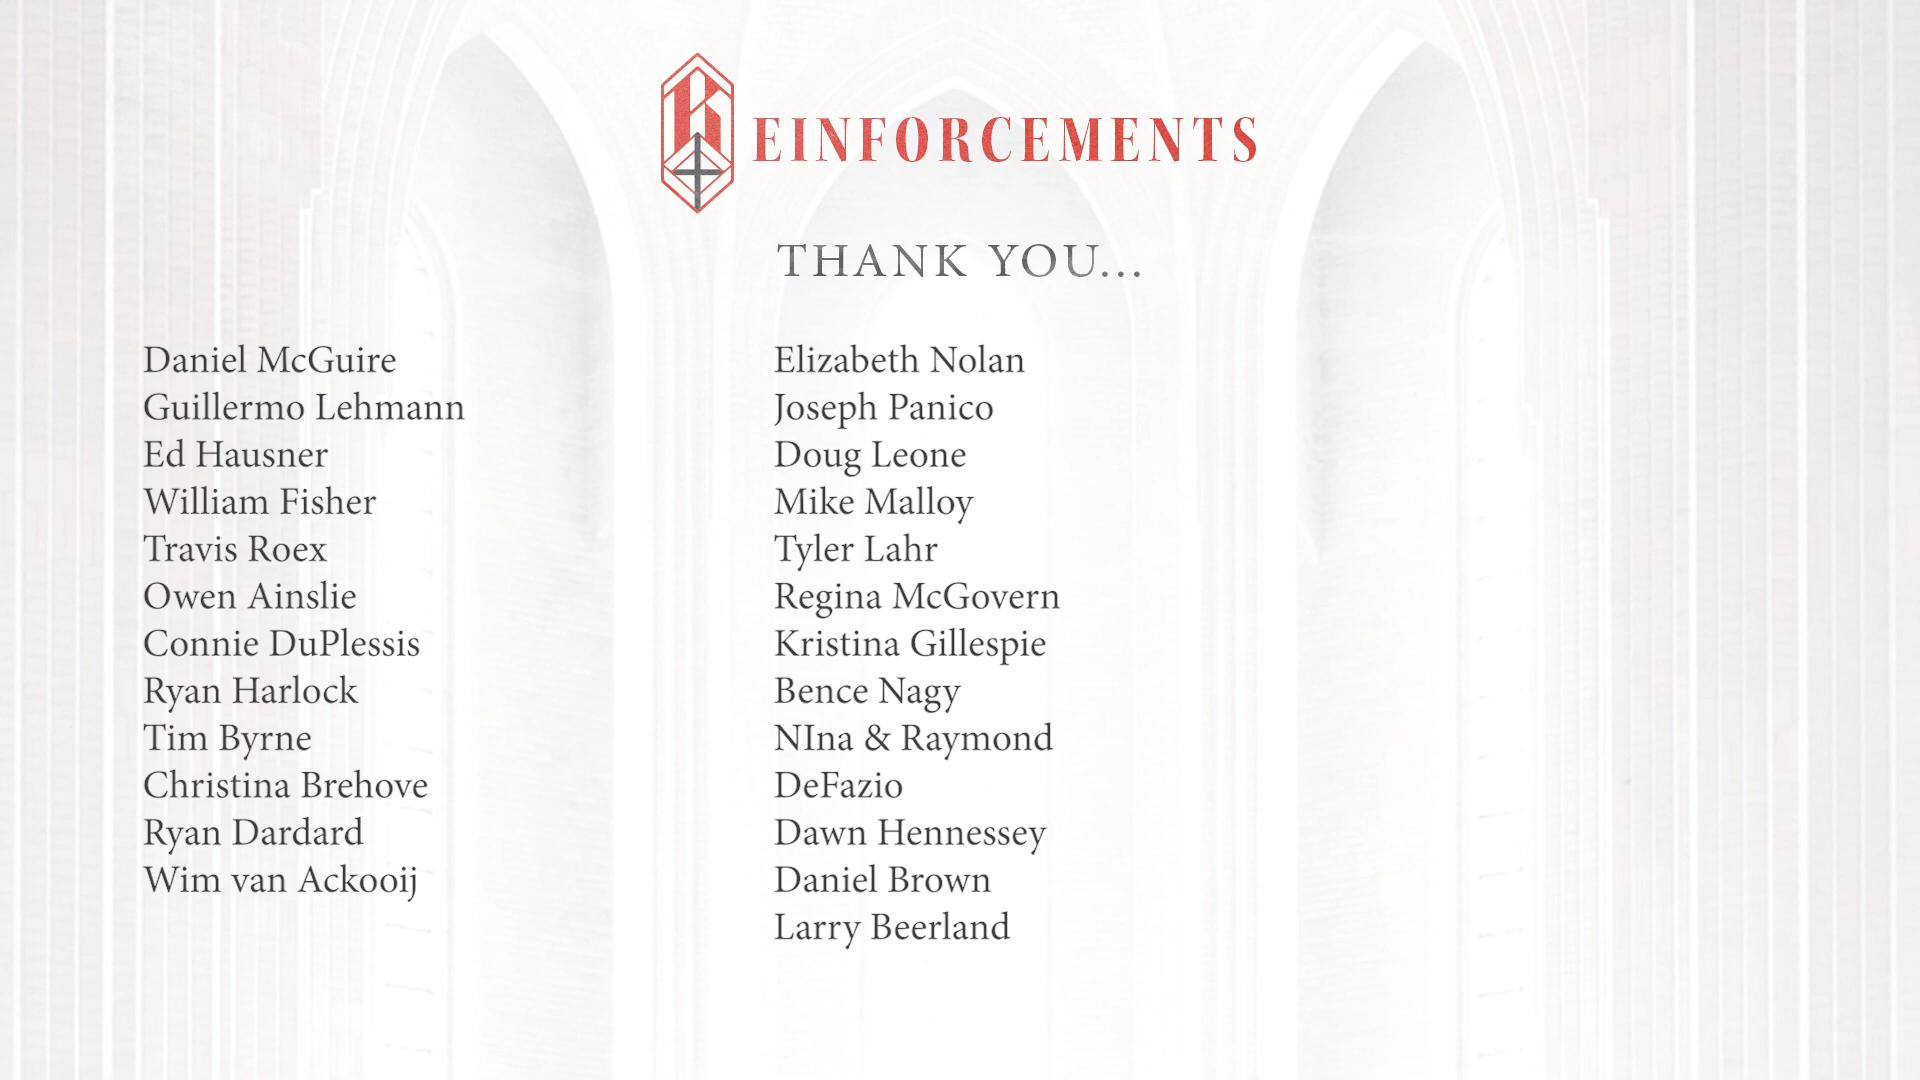 REINFORCEMENTS
THANK YOU...
Daniel McGuire
Guillermo Lehmann
Ed Hausner
William Fisher
Travis Roex
Owen Ainslie
Connie DuPlessis
Ryan Harlock
Tim Byrne
Christina Brehove
Ryan Dardard
Wim van Ackooij
Elizabeth Nolan
Joseph Panico
Doug Leone
Mike Malloy
Tyler Lahr
Regina McGovern
Kristina Gillespie
Bence Nagy
NIna & Raymond
DeFazio
Dawn Hennessey
Daniel Brown
Larry Beerland